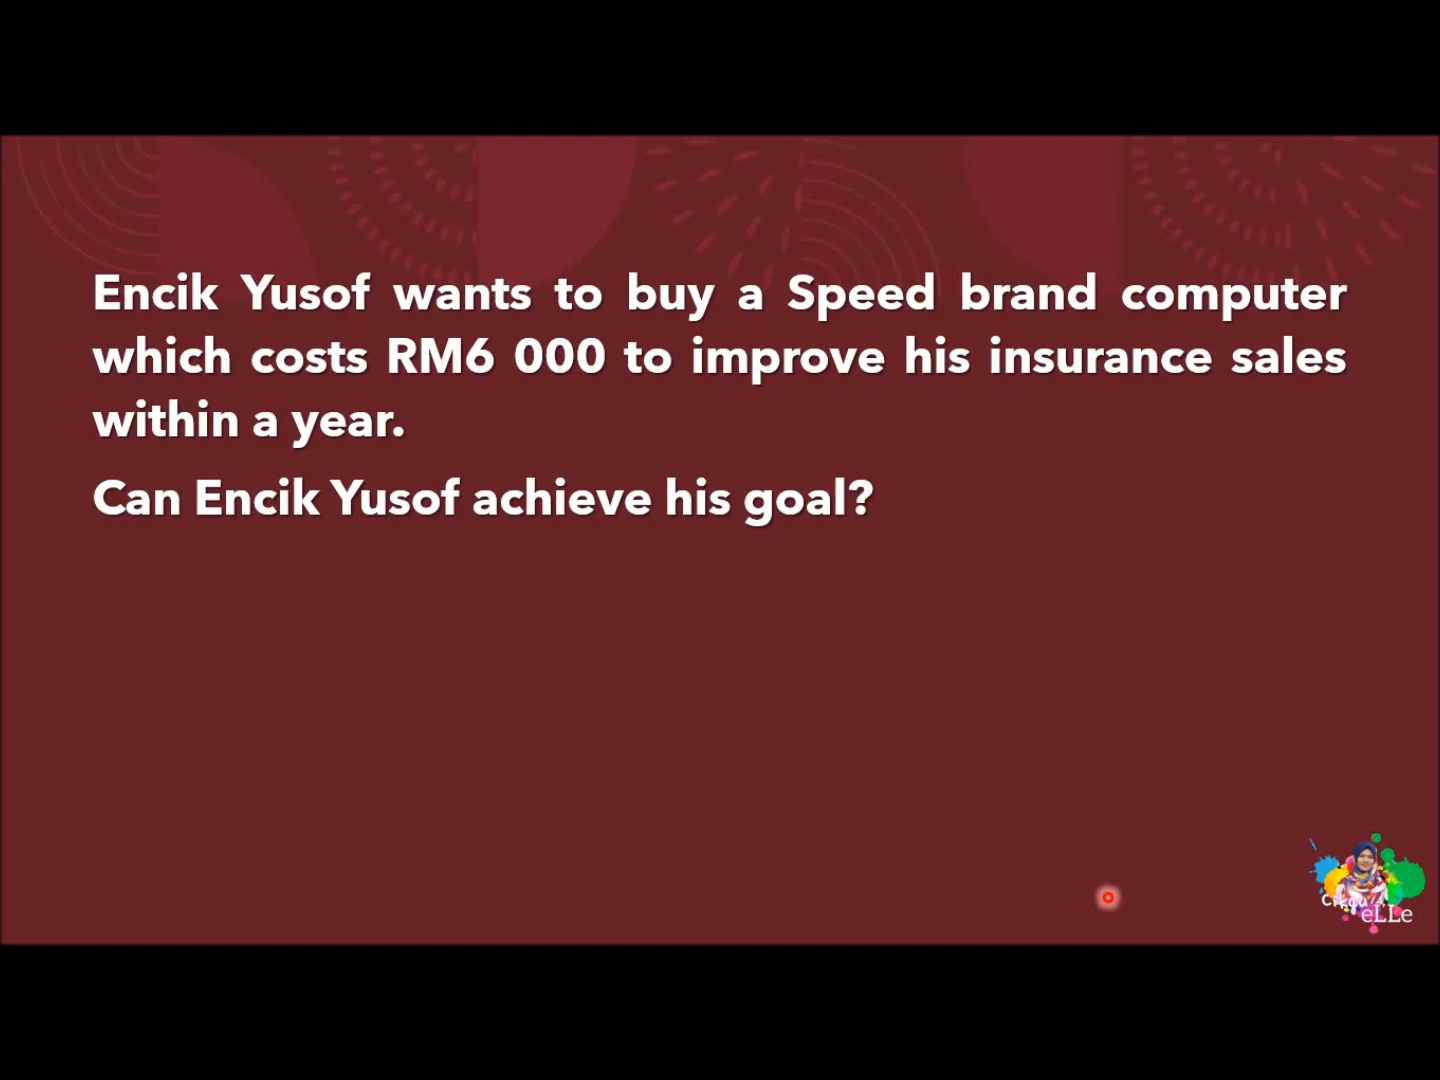 Encik Yusof wants to buy a Speed brand computer
which costs RM6 000 to improve his insurance sales
within a year.
Can Encik Yusof achieve his goal?
Cikgu
eLLe